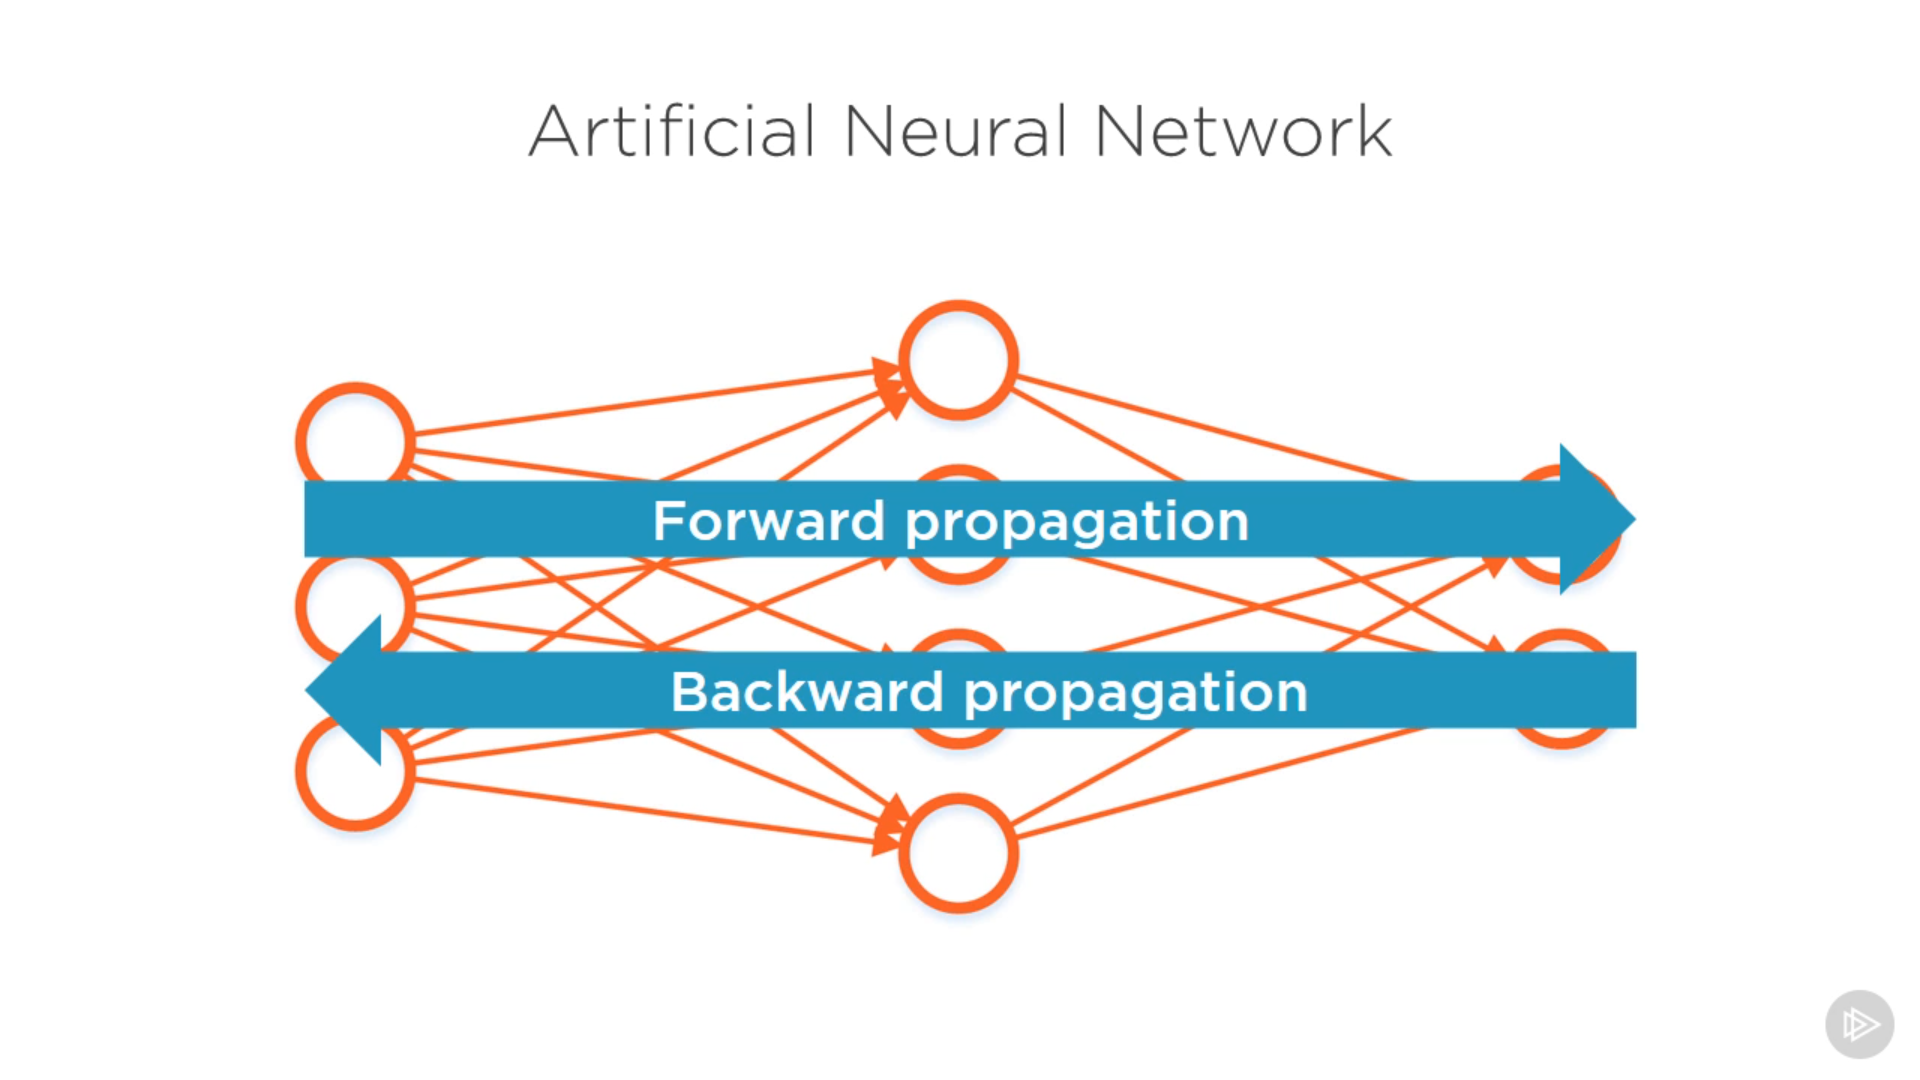 Artificial Neural Network
Forward propagation
Backward propagation